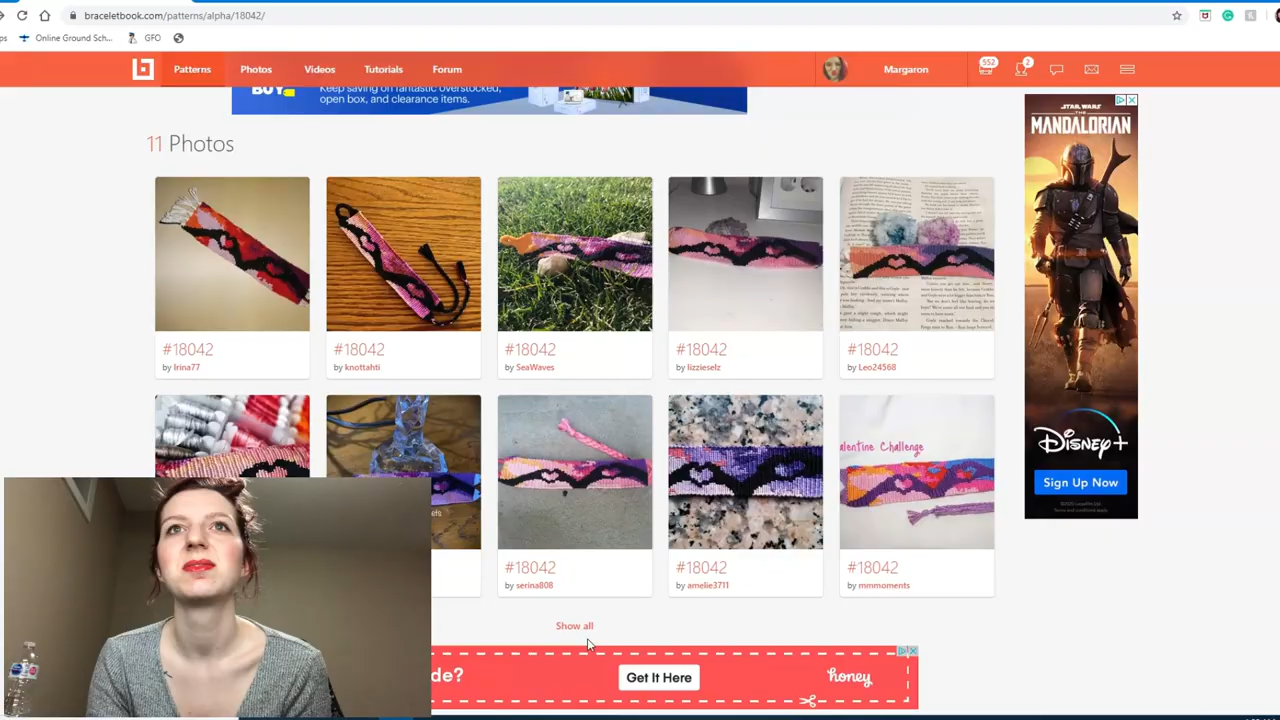 braceletbook.com/patterns/alpha/18042/
Online Ground Sch...
GFO
Patterns
Photos
Videos
Tutorials
Forum
Margaron
552
2
BUY
Keep saving on fantastic overstocked,
open box, and clearance items.
11 Photos
STAR WARS
THE
MANDALORIAN
Disney+
Sign Up Now
#18042
by Irina77
#18042
by knottahti
#18042
by SeaWaves
#18042
by lizzieselz
#18042
by Leo24568
alentine Challenge
#18042
by serina808
#18042
by amelie3711
#18042
by mmmoments
Show all
de?
Get It Here
honey